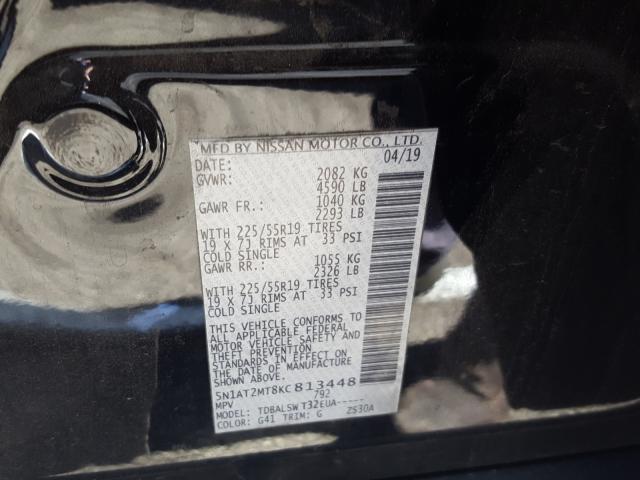 MFD BY NISSAN MOTOR CO., LTD.
DATE: 04/19
GVWR: 2082 KG
4590 LB
GAWR FR.: 1040 KG
2293 LB
WITH 225/55R19 TIRES
19 X 7J RIMS AT 33 PSI
COLD SINGLE
GAWR RR.: 1055 KG
2326 LB
WITH 225/55R19 TIRES
19 X 7J RIMS AT 33 PSI
COLD SINGLE
THIS VEHICLE CONFORMS TO
ALL APPLICABLE FEDERAL
MOTOR VEHICLE SAFETY AND
THEFT PREVENTION
STANDARDS IN EFFECT ON
THE DATE OF MANUFACTURE
SHOWN ABOVE.
5N1AT2MT8KC813448
MPV 792
MODEL: TDBALSW T32EUA-----
COLOR: G41 TRIM: G ZS30A